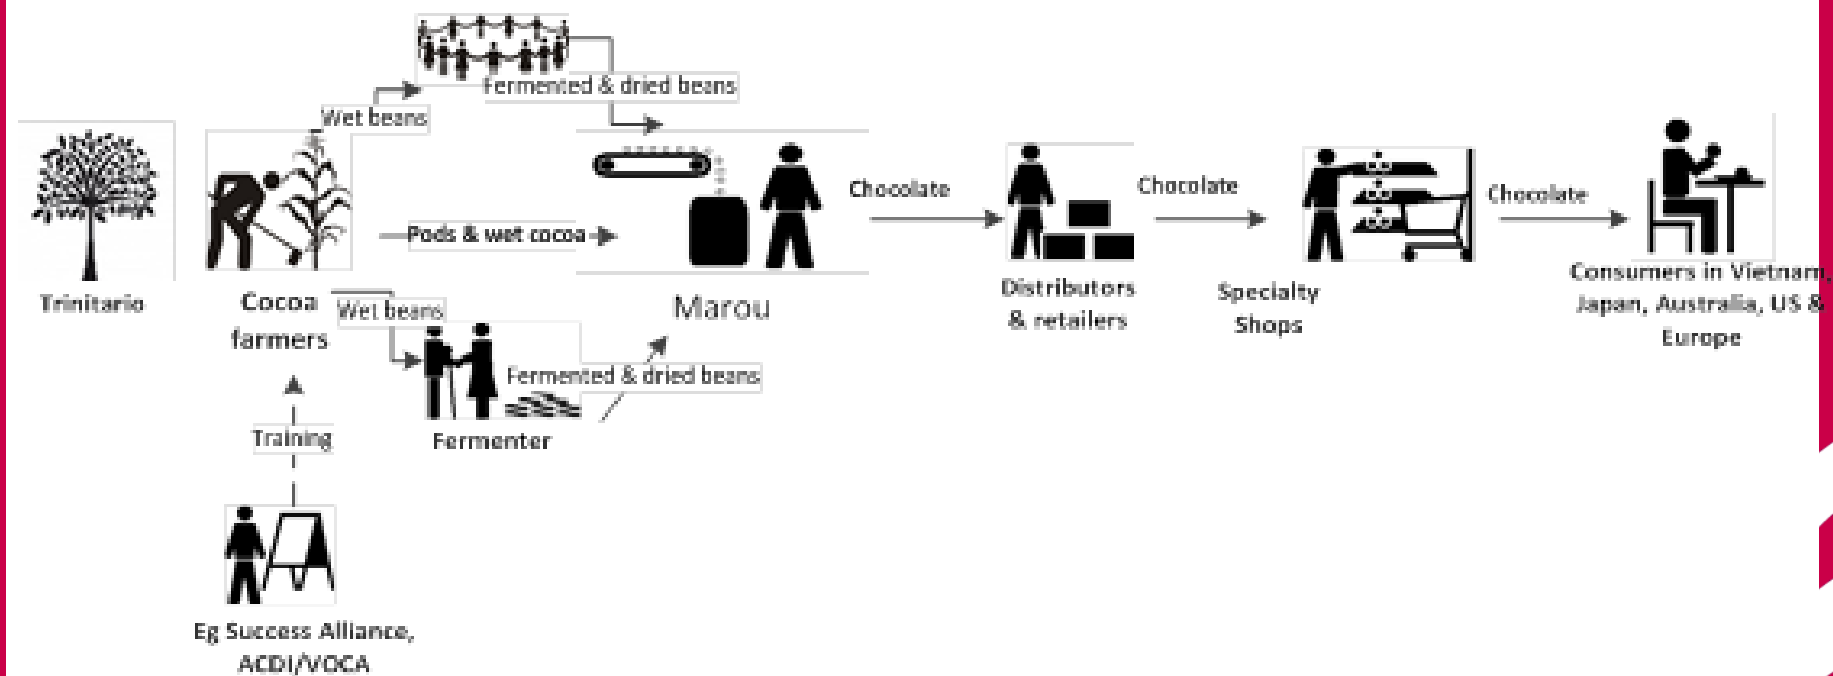 Fermented & dried beans
Wet beans
Trinitario
Cocoa
farmers
Pods & wet cocoa
Marou
Chocolate
Distributors
& retailers
Chocolate
Specialty
Shops
Chocolate
Consumers in Vietnam,
Japan, Australia, US &
Europe
Wet beans
Fermented & dried beans
Fermenter
Training
Eg Success Alliance,
ACDI/VOCA